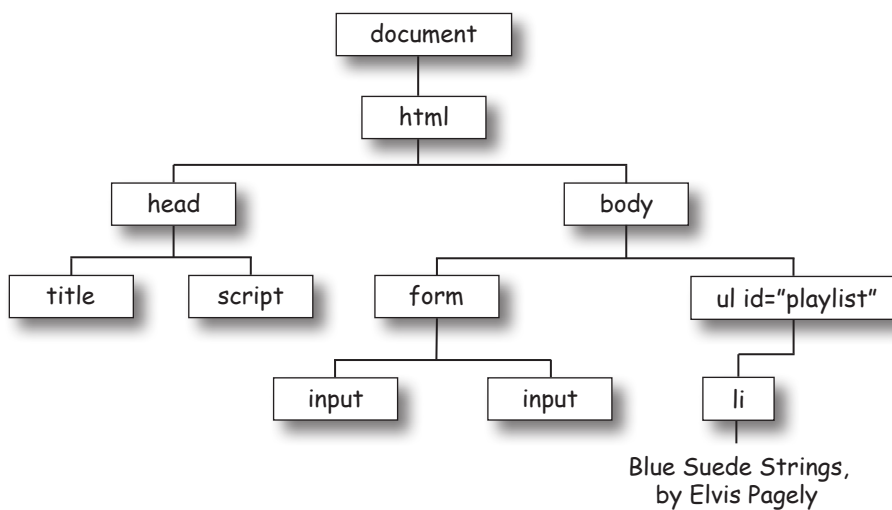 document
html
head
body
title
script
form
ul id=”playlist”
input
input
li
Blue Suede Strings,
by Elvis Pagely